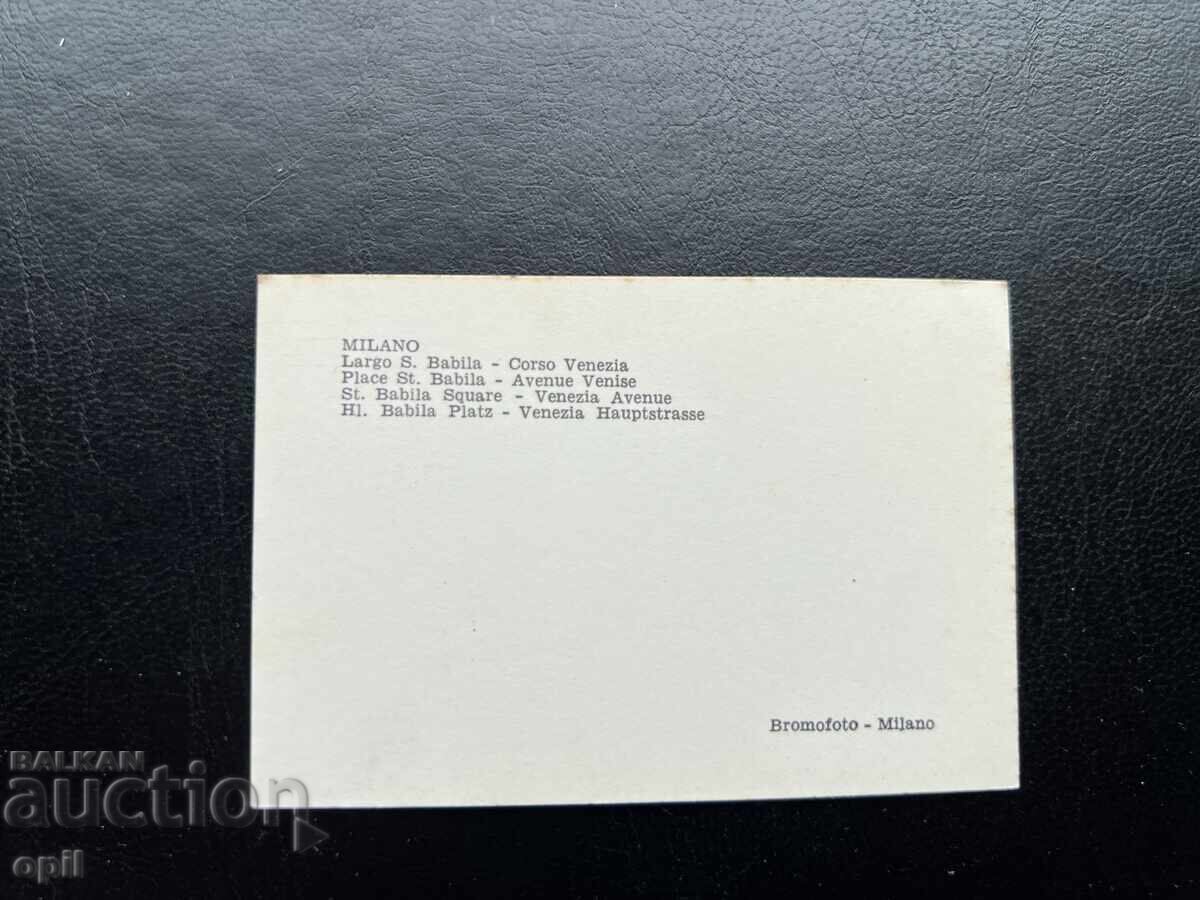 MILANO
Largo S. Babila - Corso Venezia
Place St. Babila - Avenue Venise
St. Babila Square - Venezia Avenue
Hl. Babila Platz - Venezia Hauptstrasse
Bromofoto - Milano
BALKAN
auction
opil